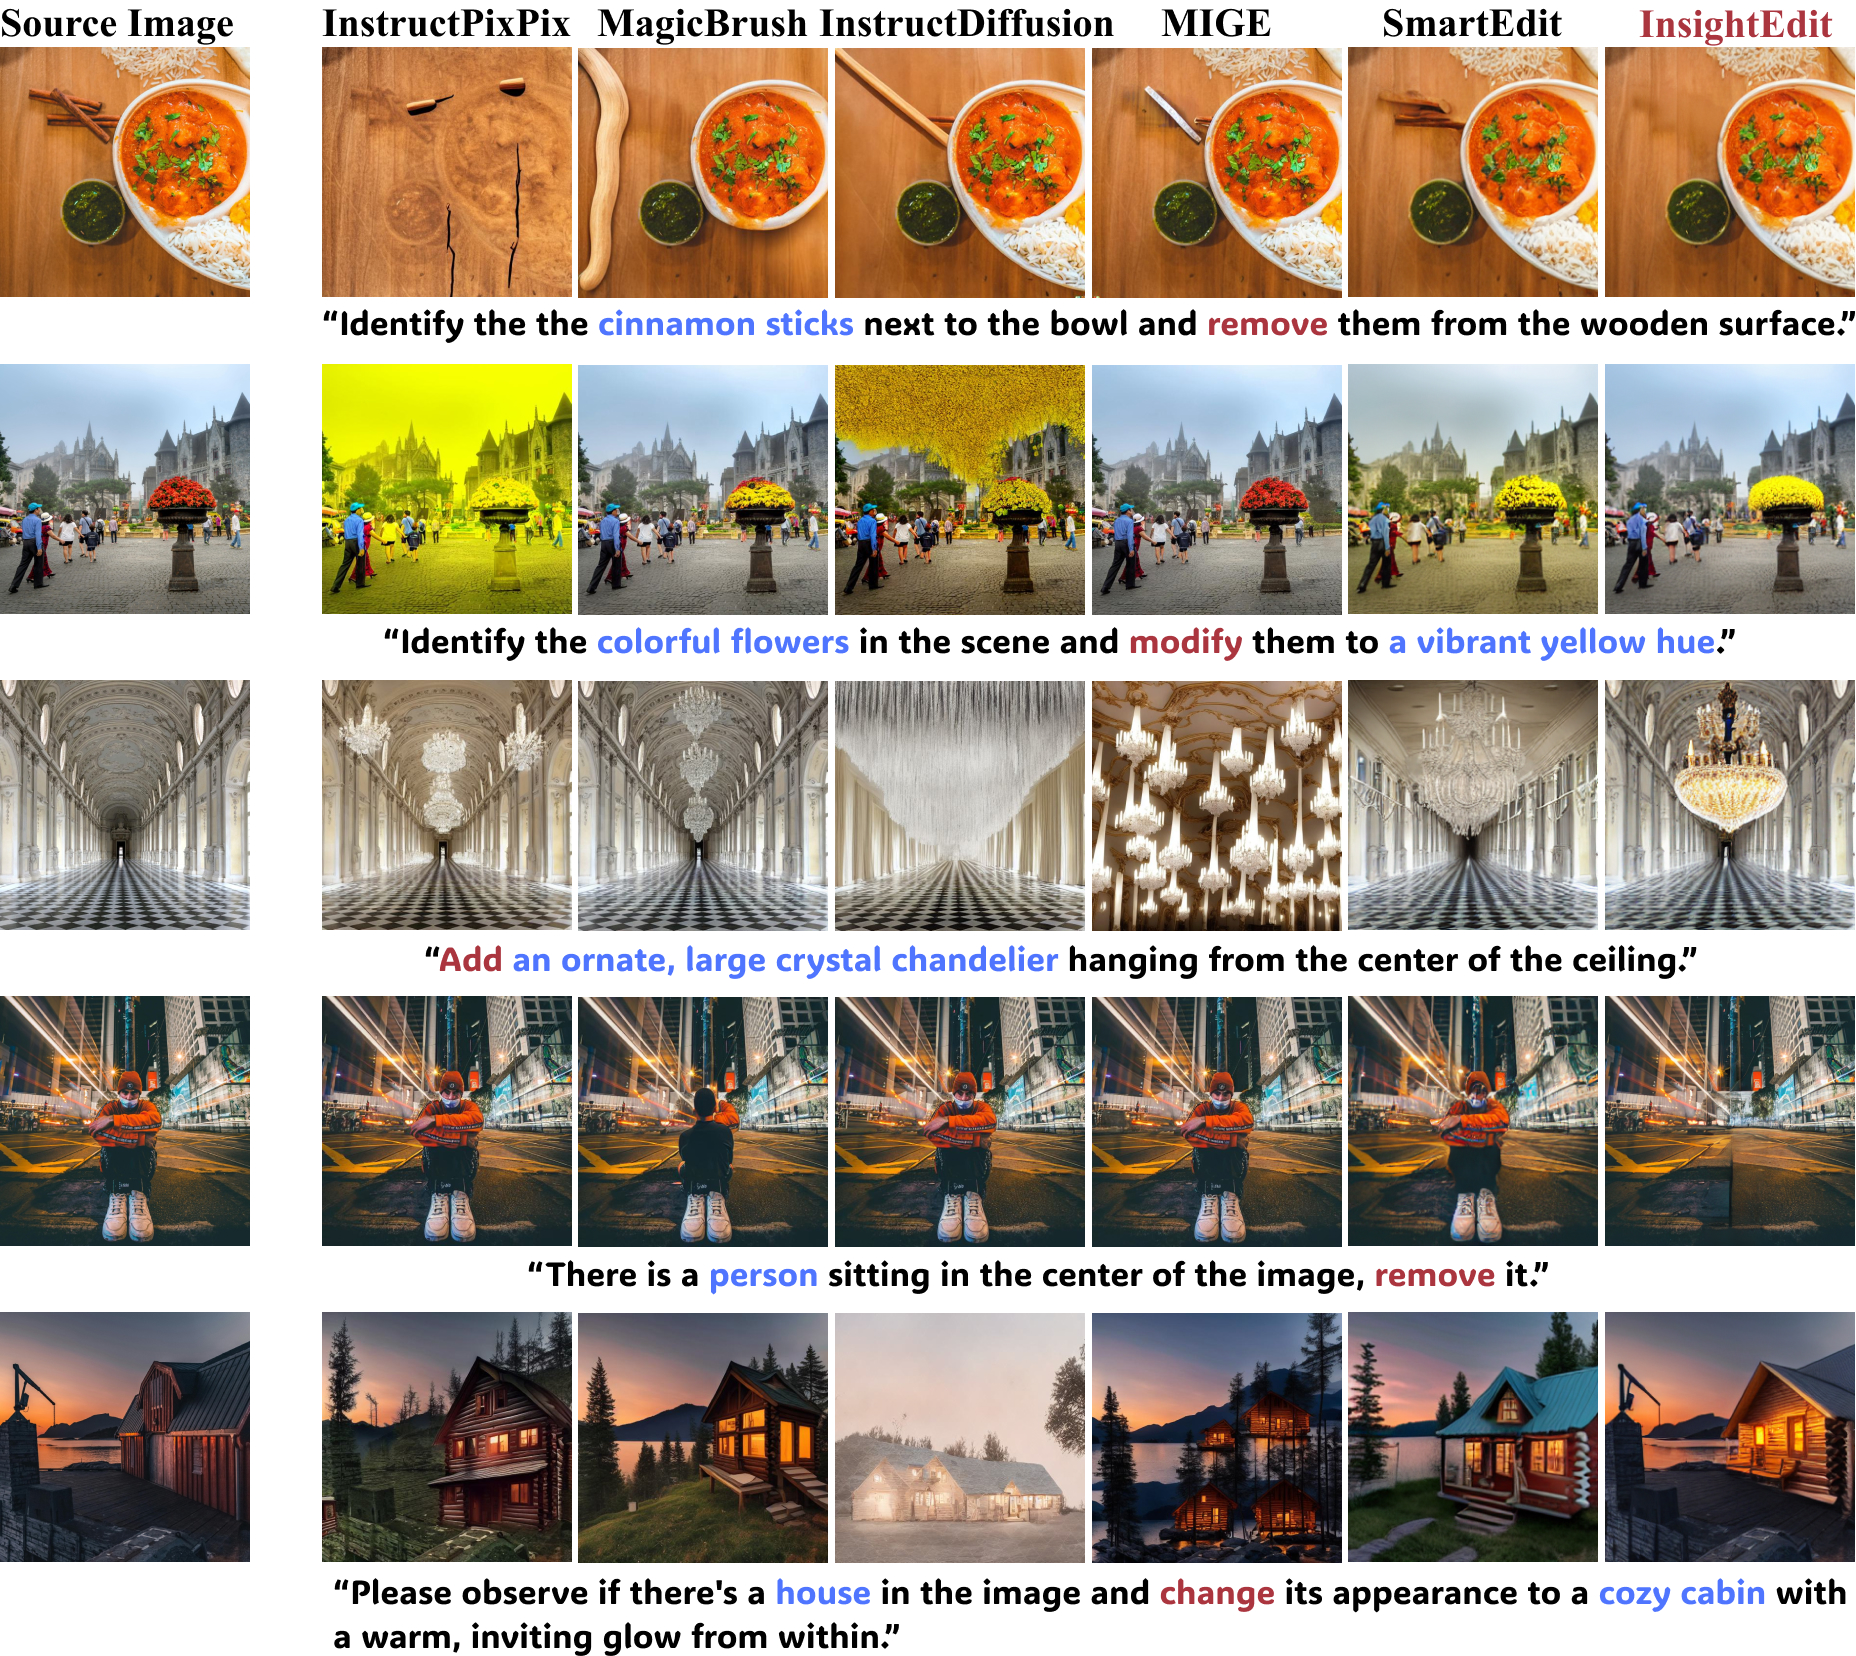 Source Image InstructPixPix MagicBrush InstructDiffusion MIGE SmartEdit InsightEdit
“Identify the the cinnamon sticks next to the bowl and remove them from the wooden surface.”
“Identify the colorful flowers in the scene and modify them to a vibrant yellow hue.”
“Add an ornate, large crystal chandelier hanging from the center of the ceiling.”
“There is a person sitting in the center of the image, remove it.”
“Please observe if there's a house in the image and change its appearance to a cozy cabin with
a warm, inviting glow from within.”